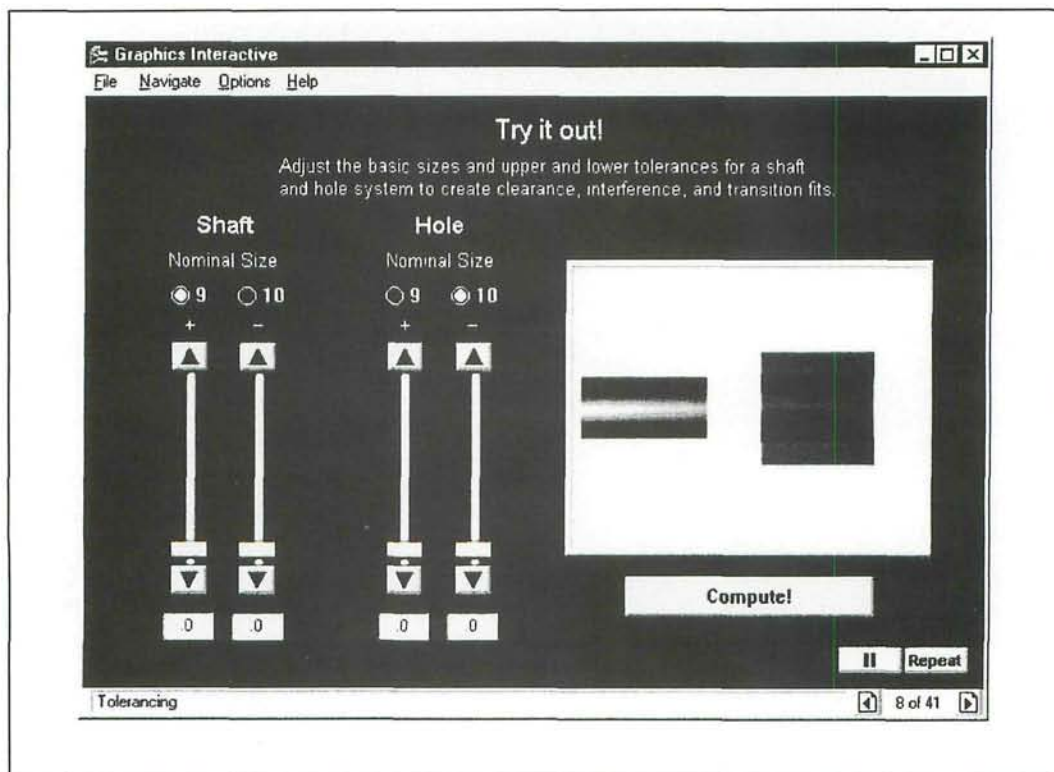 Graphics Interactive
File Navigate Options Help
Try it out!
Adjust the basic sizes and upper and lower tolerances for a shaft
and hole system to create clearance, interference, and transition fits.
Shaft Hole
Nominal Size Nominal Size
9 10 9 10
+ – + –
.0 .0 .0 0
Compute!
Repeat
Tolerancing 8 of 41